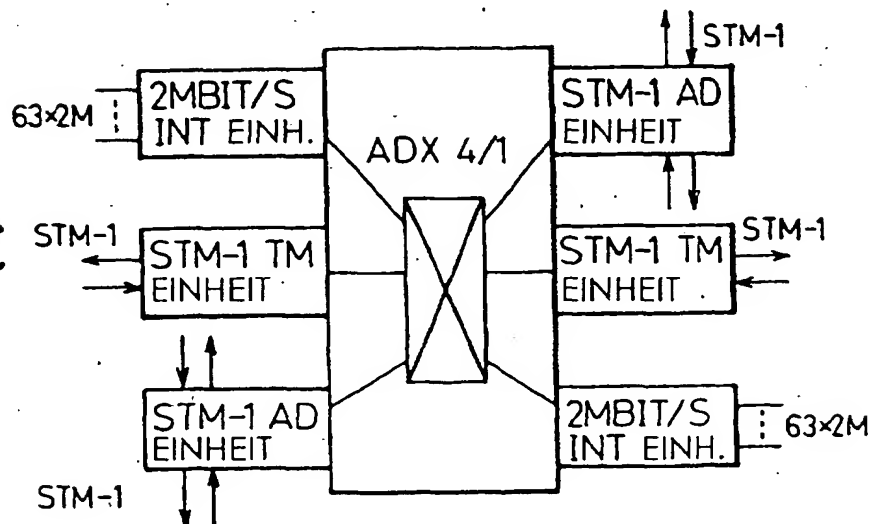 STM-1
2MBIT/S
INT EINH.
63×2M
STM-1 AD
EINHEIT
ADX 4/1
STM-1
STM-1 TM
EINHEIT
STM-1 TM
EINHEIT
STM-1
STM-1 AD
EINHEIT
2MBIT/S
INT EINH.
63×2M
STM-1